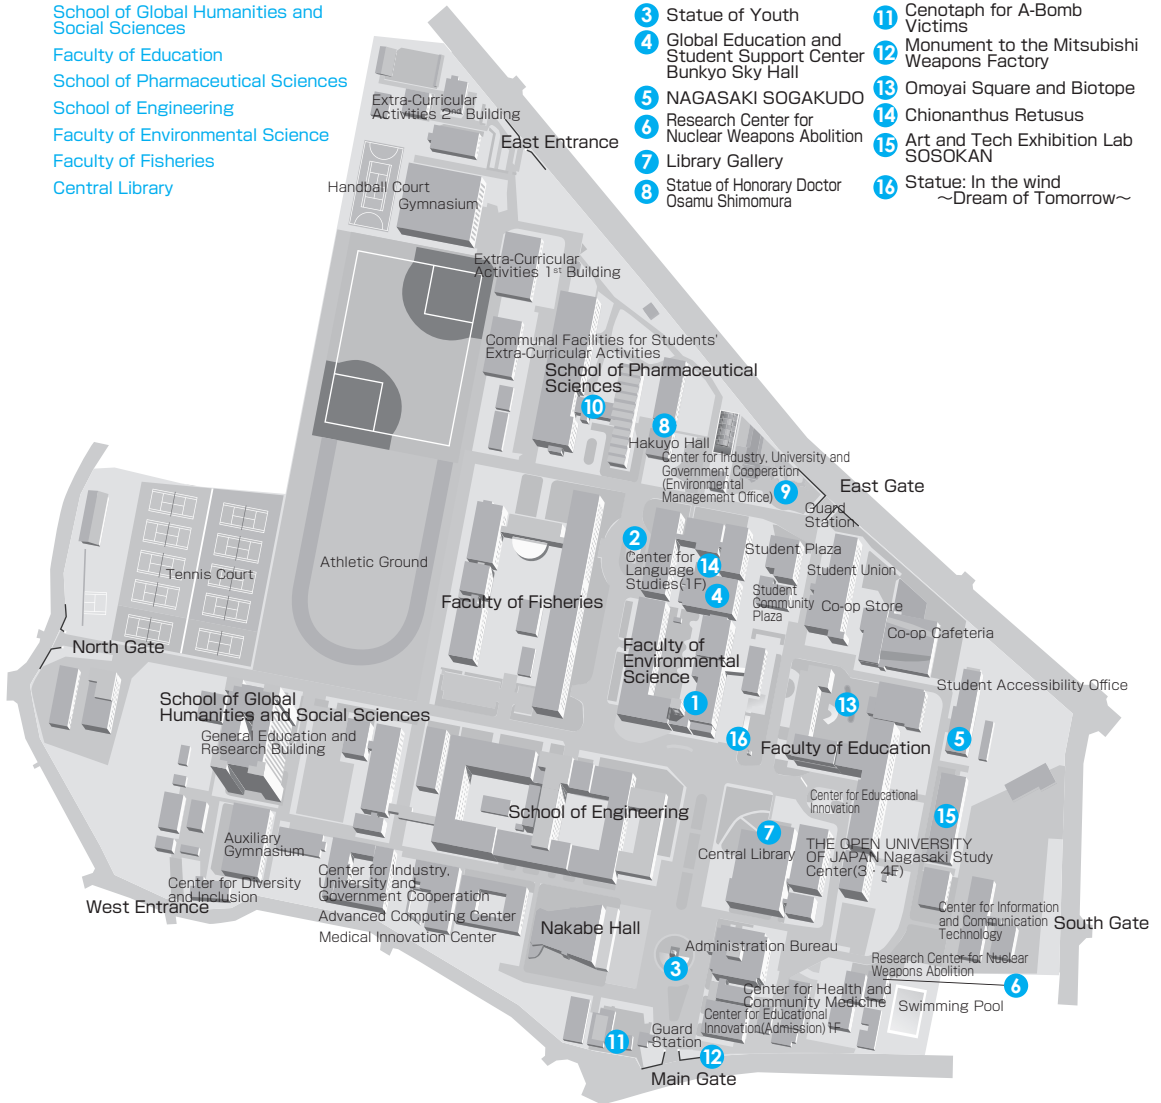 School of Global Humanities and
Social Sciences
Faculty of Education
School of Pharmaceutical Sciences
School of Engineering
Faculty of Environmental Science
Faculty of Fisheries
Central Library
3 Statue of Youth
4 Global Education and
Student Support Center
Bunkyo Sky Hall
5 NAGASAKI SOGAKUDO
6 Research Center for
Nuclear Weapons Abolition
7 Library Gallery
8 Statue of Honorary Doctor
Osamu Shimomura
11 Cenotaph for A-Bomb
Victims
12 Monument to the Mitsubishi
Weapons Factory
13 Omoyai Square and Biotope
14 Chionanthus Retusus
15 Art and Tech Exhibition Lab
SOSOKAN
16 Statue: In the wind
～Dream of Tomorrow～
Extra-Curricular
Activities 2nd Building
East Entrance
Handball Court
Gymnasium
Extra-Curricular
Activities 1st Building
Communal Facilities for Students'
Extra-Curricular Activities
School of Pharmaceutical
Sciences
10
8
Hakuyo Hall
Center for Industry, University and
Government Cooperation
(Environmental
Management Office)
9
East Gate
Guard
Station
2
Center for
Language
Studies(1F)
14
4
Student Plaza
Student Union
Student
Community
Plaza
Co-op Store
Co-op Cafeteria
Athletic Ground
Tennis Court
Faculty of Fisheries
North Gate
Faculty of
Environmental
Science
1
Student Accessibility Office
School of Global
Humanities and Social Sciences
General Education and
Research Building
13
16
Faculty of Education
5
Center for Educational
Innovation
School of Engineering
15
7
Central Library
THE OPEN UNIVERSITY
OF JAPAN Nagasaki Study
Center(3・4F)
Auxiliary
Gymnasium
Center for Diversity
and Inclusion
West Entrance
Center for Industry,
University and
Government Cooperation
Advanced Computing Center
Medical Innovation Center
Nakabe Hall
Center for Information
and Communication
Technology
South Gate
Administration Bureau
3
Research Center for Nuclear
Weapons Abolition
6
Center for Health and
Community Medicine
Swimming Pool
Center for Educational
Innovation(Admission)1F
Guard
Station
11
12
Main Gate